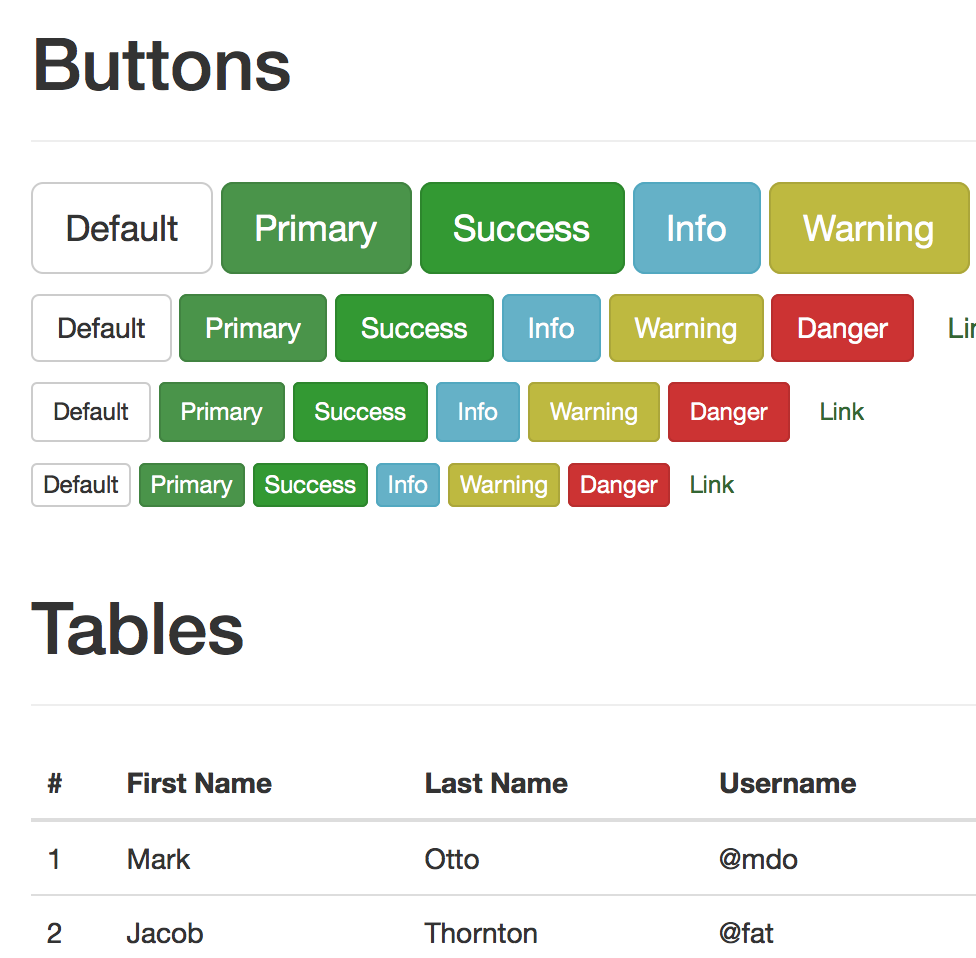 Buttons
Default Primary Success Info Warning
Default Primary Success Info Warning Danger
Default Primary Success Info Warning Danger Link
Default Primary Success Info Warning Danger Link
Tables
# First Name Last Name Username
1 Mark Otto @mdo
2 Jacob Thornton @fat